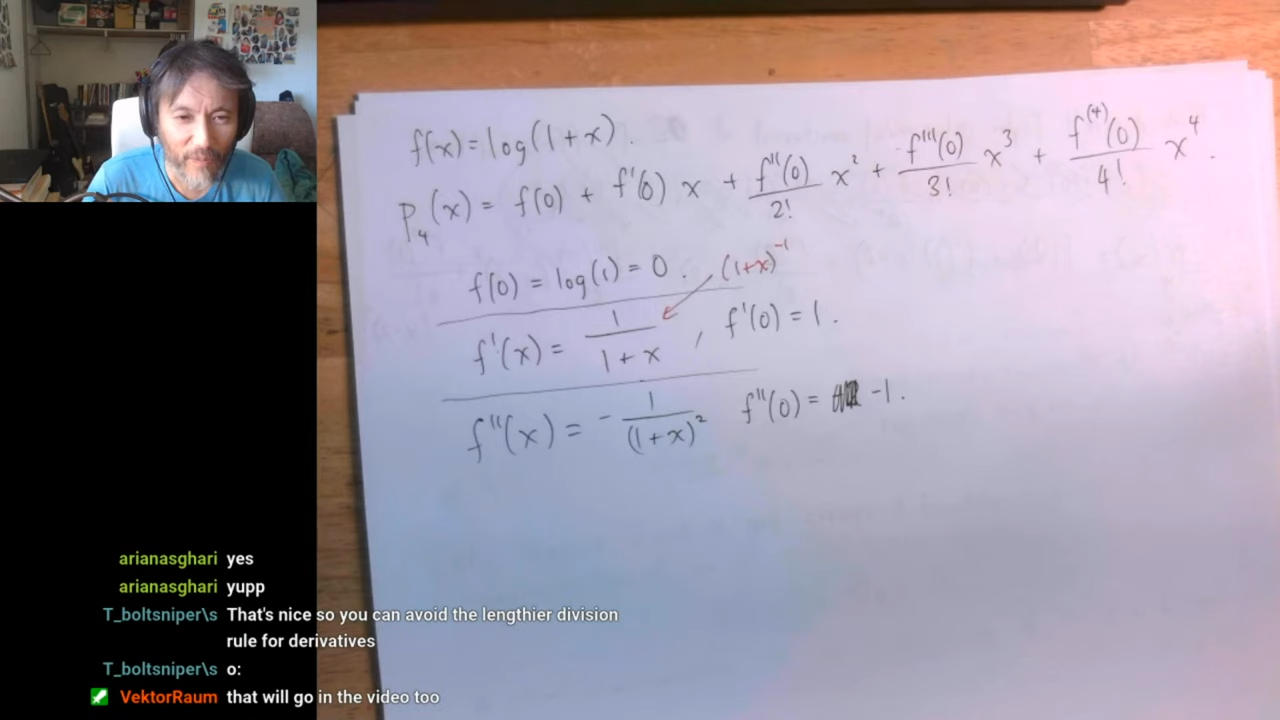 f(x) = log(1+x).
P₄(x) = f(0) + f'(0) x + f''(0)/2! x² + f'''(0)/3! x³ + f⁽⁴⁾(0)/4! x⁴.
f(0) = log(1) = 0. (1+x)⁻¹
f'(x) = 1/(1+x), f'(0) = 1.
f''(x) = - 1/(1+x)² f''(0) = -1.
arianasghari yes
arianasghari yupp
T_boltsniper\s That's nice so you can avoid the lengthier division
rule for derivatives
T_boltsniper\s o:
VektorRaum that will go in the video too